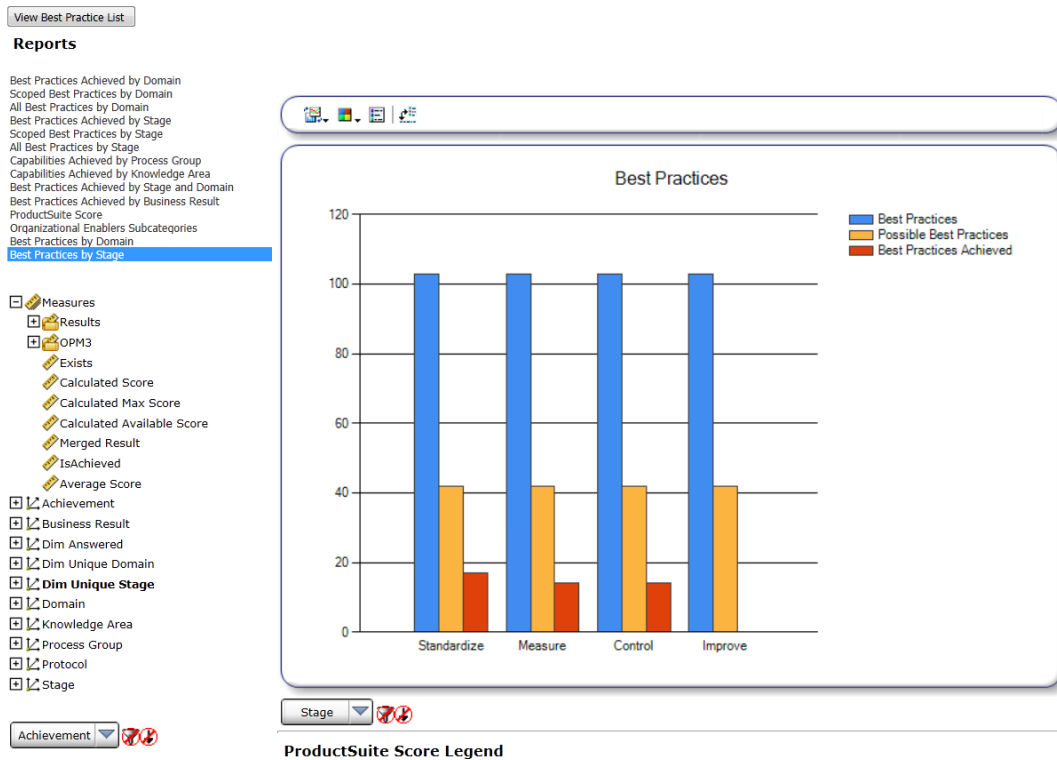 View Best Practice List
Reports
Best Practices Achieved by Domain
Scoped Best Practices by Domain
All Best Practices by Domain
Best Practices Achieved by Stage
Scoped Best Practices by Stage
All Best Practices by Stage
Capabilities Achieved by Process Group
Capabilities Achieved by Knowledge Area
Best Practices Achieved by Stage and Domain
Best Practices Achieved by Business Result
ProductSuite Score
Organizational Enablers Subcategories
Best Practices by Domain
Best Practices by Stage
Measures
Results
OPM3
Exists
Calculated Score
Calculated Max Score
Calculated Available Score
Merged Result
IsAchieved
Average Score
Achievement
Business Result
Dim Answered
Dim Unique Domain
Dim Unique Stage
Domain
Knowledge Area
Process Group
Protocol
Stage
Achievement
Best Practices
120
100
80
60
40
20
0
Standardize Measure Control Improve
Best Practices
Possible Best Practices
Best Practices Achieved
Stage
ProductSuite Score Legend